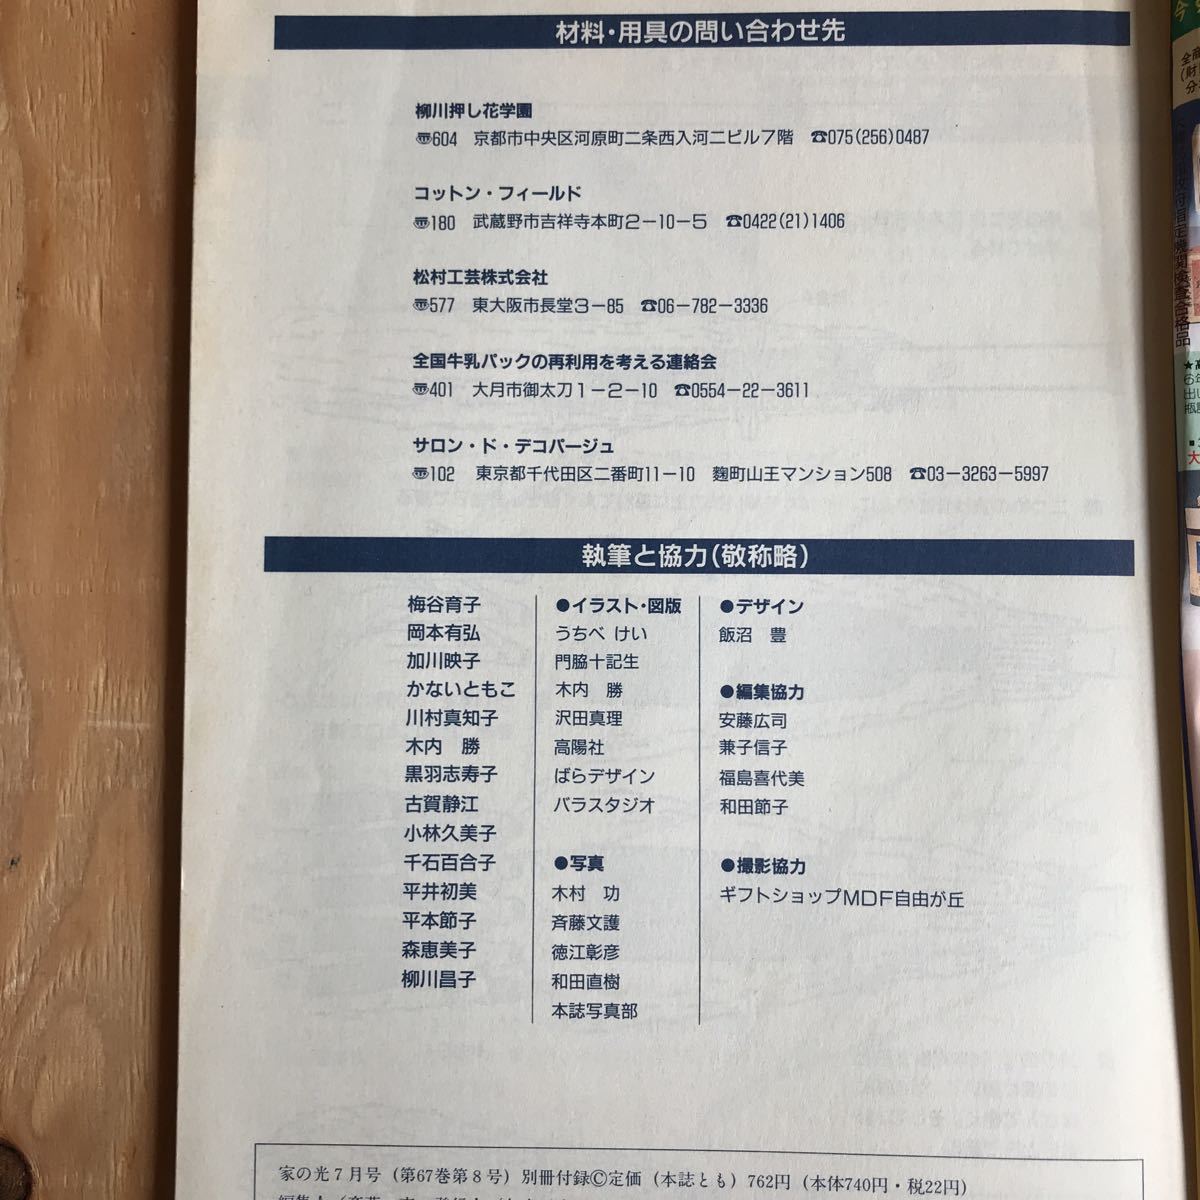 材料・用具の問い合わせ先
柳川押し花学園
〠604 京都市中央区河原町二条西入河二ビル7階 ☎075(256)0487
コットン・フィールド
〠180 武蔵野市吉祥寺本町2－10－5 ☎0422(21)1406
松村工芸株式会社
〠577 東大阪市長堂3－85 ☎06－782－3336
全国牛乳パックの再利用を考える連絡会
〠401 大月市御太刀1－2－10 ☎0554－22－3611
サロン・ド・デコパージュ
〠102 東京都千代田区二番町11－10 麴町山王マンション508 ☎03－3263－5997
執筆と協力(敬称略)
梅谷育子
岡本有弘
加川映子
かないともこ
川村真知子
木内 勝
黒羽志寿子
古賀静江
小林久美子
千石百合子
平井初美
平本節子
森恵美子
柳川昌子
●イラスト・図版
うちべ けい
門脇十記生
木内 勝
沢田真理
高陽社
ばらデザイン
バラスタジオ
●写真
木村 功
斉藤文護
徳江彰彦
和田直樹
本誌写真部
●デザイン
飯沼 豊
●編集協力
安藤広司
兼子信子
福島喜代美
和田節子
●撮影協力
ギフトショップMDF自由が丘
家の光7月号(第67巻第8号)別冊付録©定価(本誌とも)762円(本体740円・税22円)